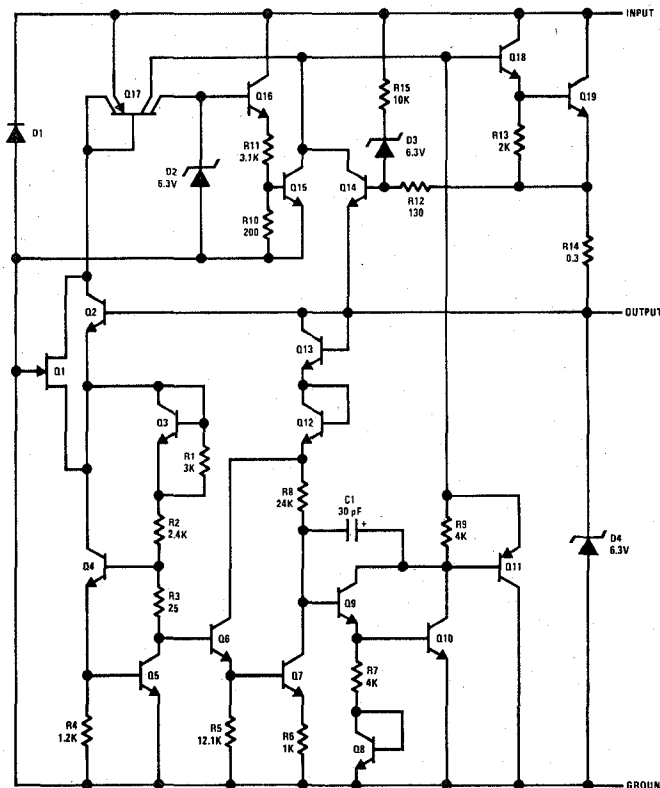 INPUT
Q18
Q17
R15
10K
Q16
Q19
D1
R11
3.1K
D3
6.3V
R13
2K
D2
6.3V
Q15
Q14
R12
130
R10
200
R14
0.3
Q2
OUTPUT
Q13
Q1
Q3
Q12
R1
3K
R8
24K
C1
30 pF
+
R2
2.4K
R9
4K
D4
6.3V
Q4
Q11
R3
25
Q9
Q6
Q10
Q5
Q7
R7
4K
R4
1.2K
R5
12.1K
R6
1K
Q8
GROUN